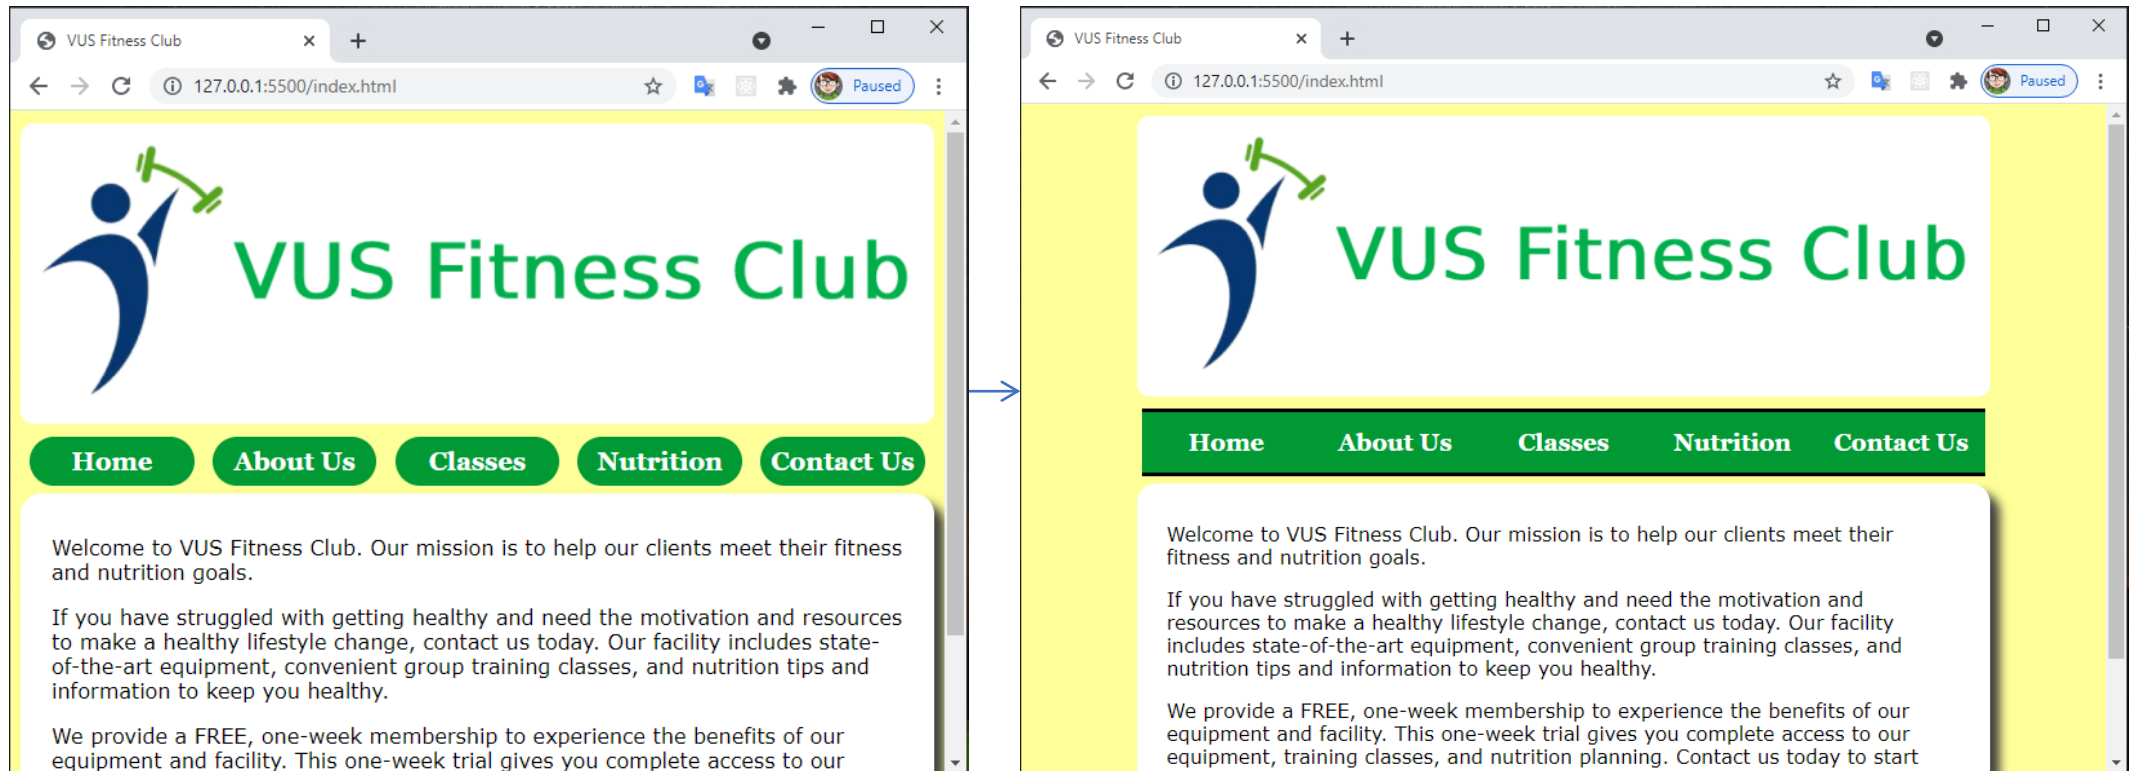 VUS Fitness Club
127.0.0.1:5500/index.html
Paused
VUS Fitness Club
Home About Us Classes Nutrition Contact Us
Welcome to VUS Fitness Club. Our mission is to help our clients meet their fitness
and nutrition goals.
If you have struggled with getting healthy and need the motivation and resources
to make a healthy lifestyle change, contact us today. Our facility includes state-
of-the-art equipment, convenient group training classes, and nutrition tips and
information to keep you healthy.
We provide a FREE, one-week membership to experience the benefits of our
equipment and facility. This one-week trial gives you complete access to our
VUS Fitness Club
127.0.0.1:5500/index.html
Paused
VUS Fitness Club
Home About Us Classes Nutrition Contact Us
Welcome to VUS Fitness Club. Our mission is to help our clients meet their
fitness and nutrition goals.
If you have struggled with getting healthy and need the motivation and
resources to make a healthy lifestyle change, contact us today. Our facility
includes state-of-the-art equipment, convenient group training classes, and
nutrition tips and information to keep you healthy.
We provide a FREE, one-week membership to experience the benefits of our
equipment and facility. This one-week trial gives you complete access to our
equipment, training classes, and nutrition planning. Contact us today to start